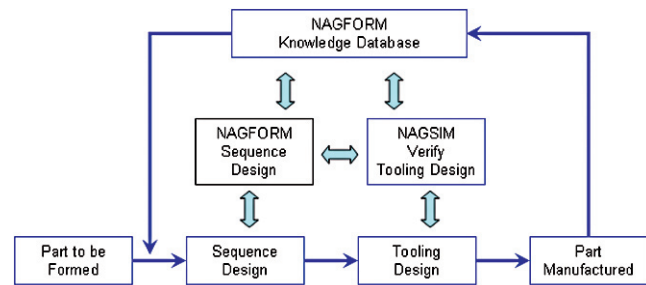 NAGFORM
Knowledge Database
NAGFORM
Sequence
Design
NAGSIM
Verify
Tooling Design
Part to be
Formed
Sequence
Design
Tooling
Design
Part
Manufactured